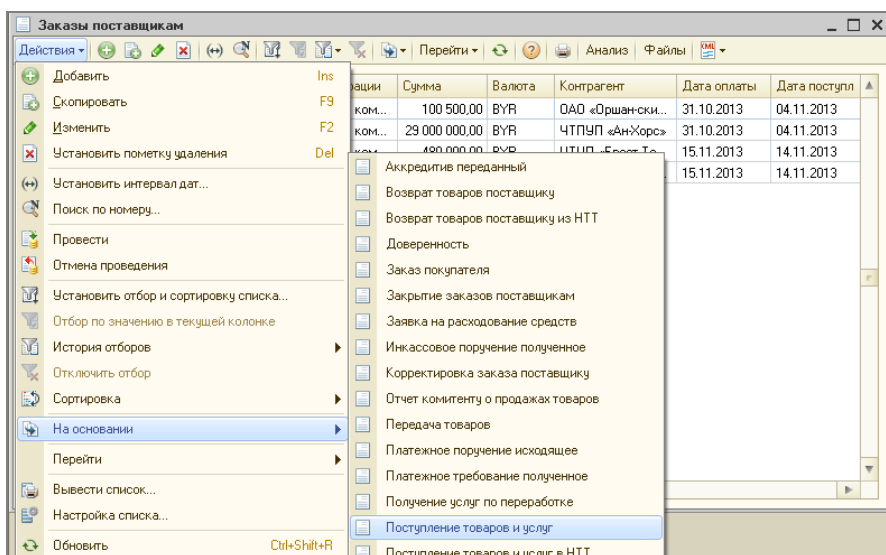 Заказы поставщикам
Действия Перейти Анализ Файлы
рации Сумма Валюта Контрагент Дата оплаты Дата поступл
ком... 100 500,00 BYR ОАО «Оршан-ски... 31.10.2013 04.11.2013
ком... 29 000 000,00 BYR ЧТПУП «Ан-Хорс» 31.10.2013 04.11.2013
15.11.2013 14.11.2013
15.11.2013 14.11.2013
Добавить Ins
Скопировать F9
Изменить F2
Установить пометку удаления Del
Установить интервал дат...
Поиск по номеру...
Провести
Отмена проведения
Установить отбор и сортировку списка...
Отбор по значению в текущей колонке
История отборов
Отключить отбор
Сортировка
На основании
Перейти
Вывести список...
Настройка списка...
Обновить Ctrl+Shift+R
Аккредитив переданный
Возврат товаров поставщику
Возврат товаров поставщику из НТТ
Доверенность
Заказ покупателя
Закрытие заказов поставщикам
Заявка на расходование средств
Инкассовое поручение полученное
Корректировка заказа поставщику
Отчет комитенту о продажах товаров
Передача товаров
Платежное поручение исходящее
Платежное требование полученное
Получение услуг по переработке
Поступление товаров и услуг
Поступление товаров и услуг в НТТ